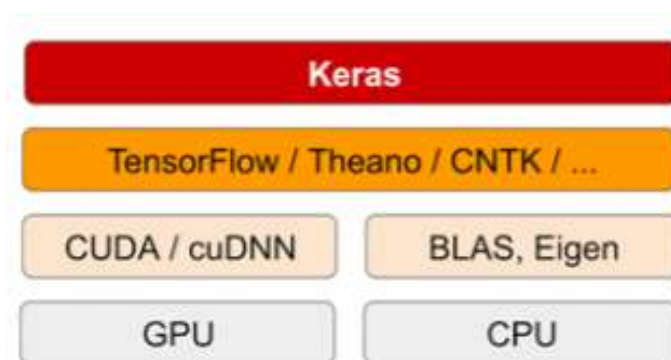 Keras
TensorFlow / Theano / CNTK / ...
CUDA / cuDNN
BLAS, Eigen
GPU
CPU